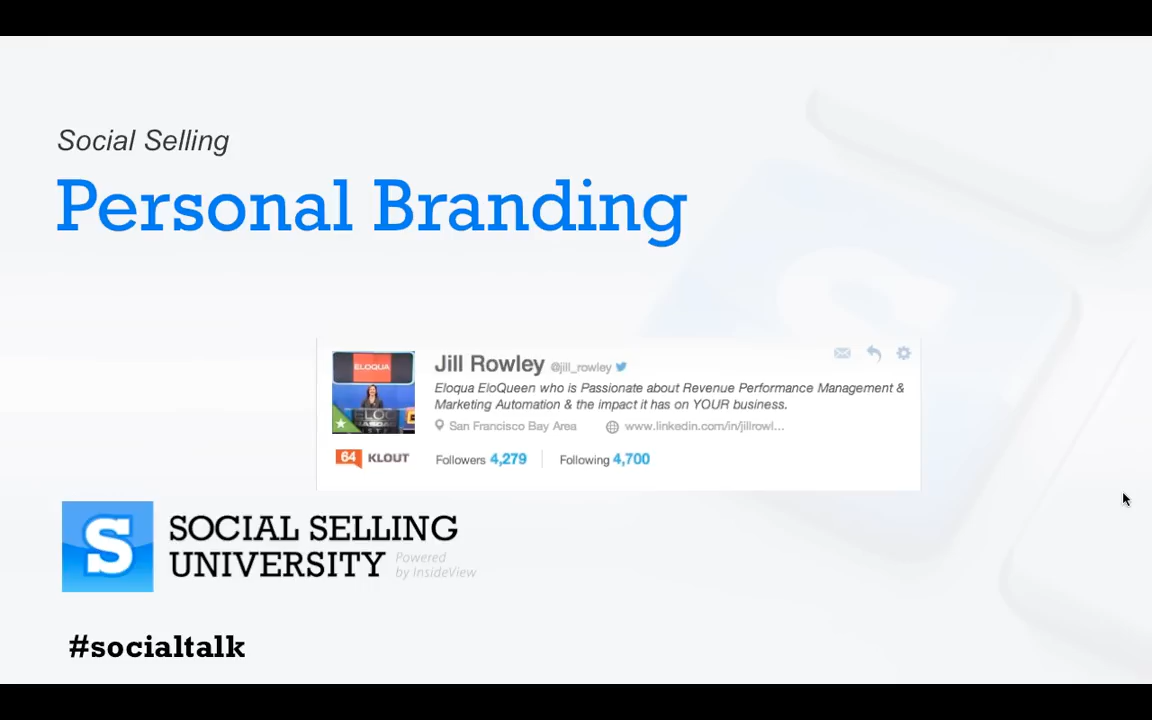 Social Selling
Personal Branding
ELOQUA
Jill Rowley @jill_rowley
Eloqua EloQueen who is Passionate about Revenue Performance Management &
Marketing Automation & the impact it has on YOUR business.
San Francisco Bay Area www.linkedin.com/in/jillrowl...
64 KLOUT Followers 4,279 Following 4,700
S SOCIAL SELLING
UNIVERSITY Powered
by InsideView
#socialtalk